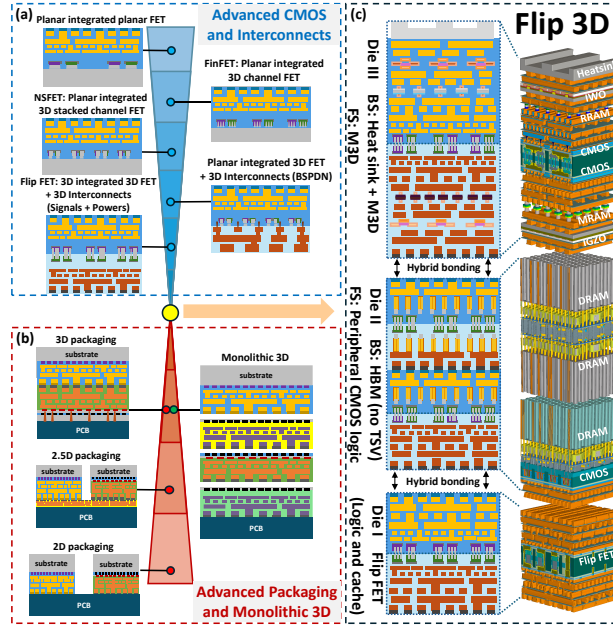 (a)
Advanced CMOS
and Interconnects
Planar integrated planar FET
FinFET: Planar integrated
3D channel FET
NSFET: Planar integrated
3D stacked channel FET
Planar integrated 3D FET
+ 3D Interconnects (BSPDN)
Flip FET: 3D integrated 3D FET
+ 3D Interconnects
(Signals + Powers)
(b)
3D packaging
substrate
PCB
Monolithic 3D
substrate
PCB
2.5D packaging
substrate
substrate
PCB
2D packaging
substrate
substrate
PCB
Advanced Packaging
and Monolithic 3D
(c)
Flip 3D
Die III
BS: Heat sink + M3D
FS: M3D
Heatsink
IWO
RRAM
CMOS
CMOS
MRAM
IGZO
Hybrid bonding
Die II
BS: HBM (no TSV)
FS: Peripheral CMOS logic
DRAM
DRAM
DRAM
CMOS
Hybrid bonding
Die I
Flip FET
(Logic and cache)
Flip FET